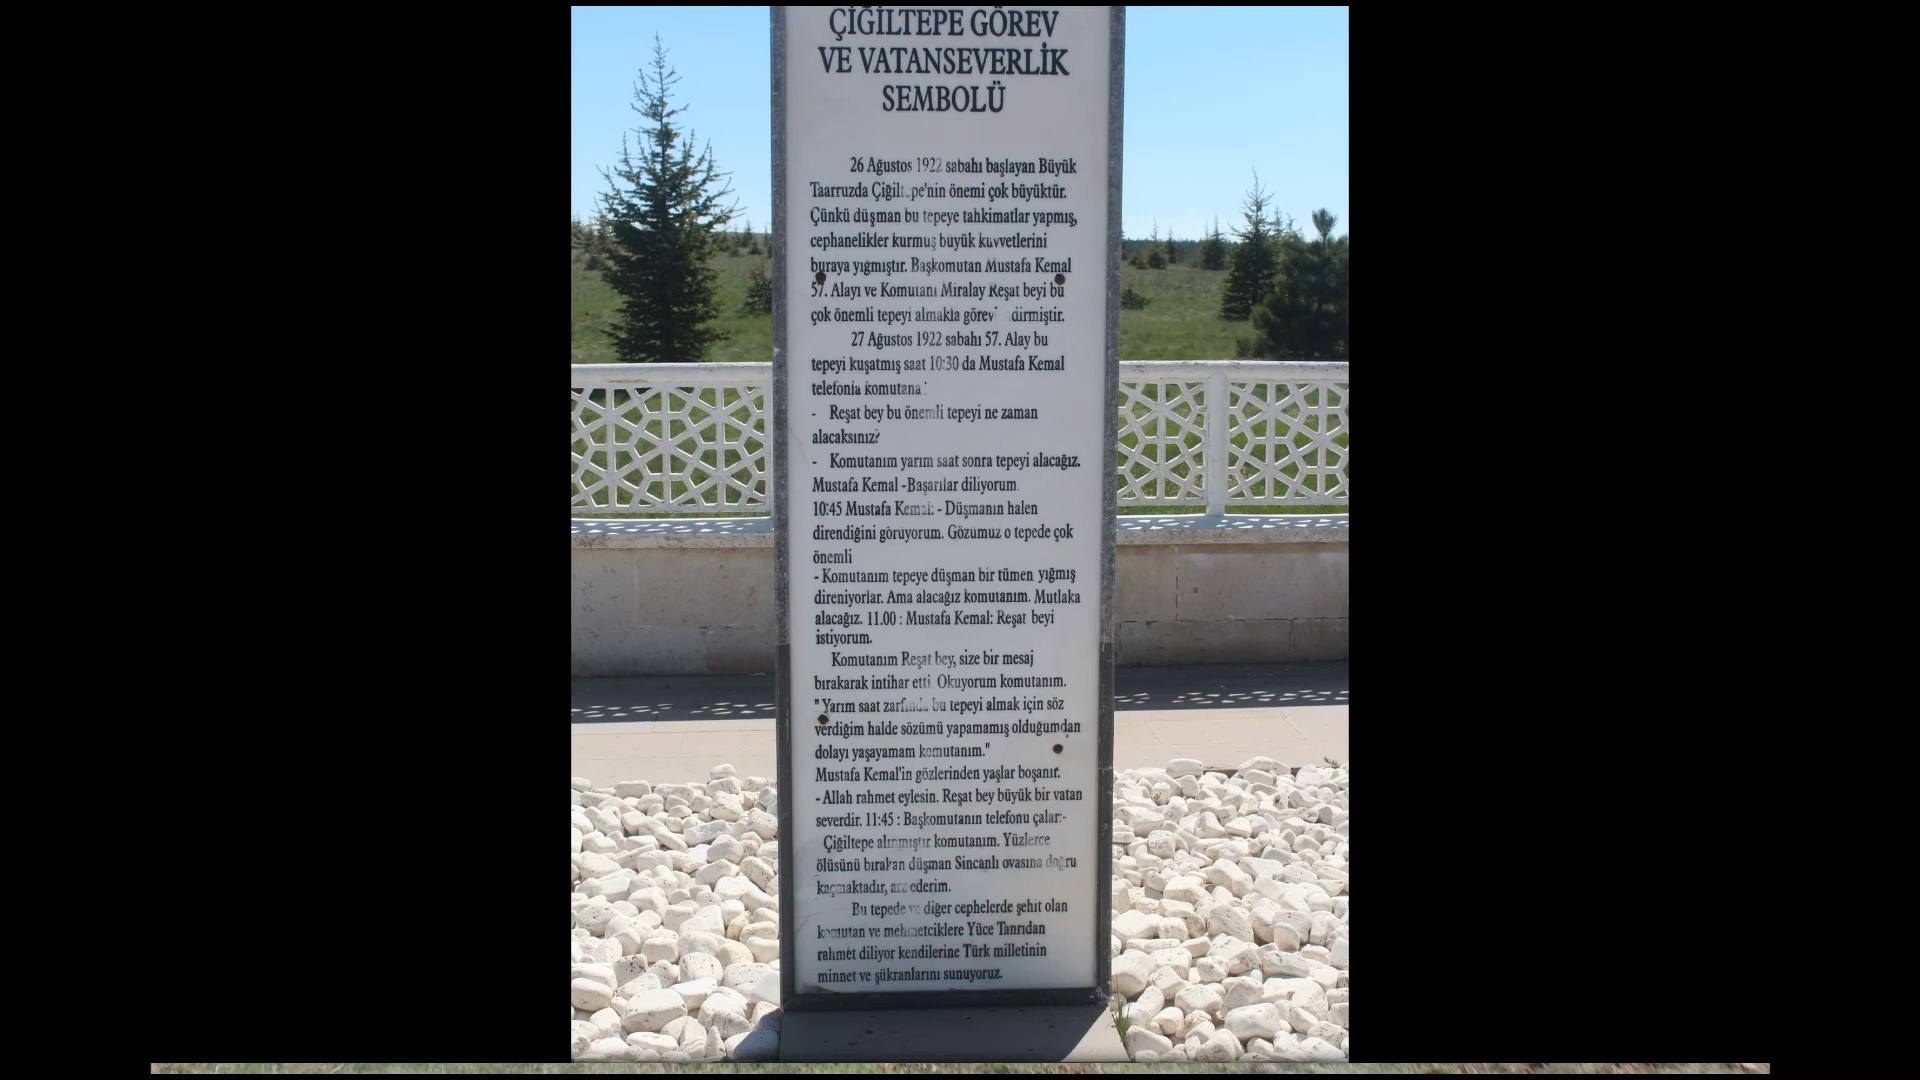 ÇİĞİLTEPE GÖREV
VE VATANSEVERLİK
SEMBOLÜ
26 Ağustos 1922 sabahı başlayan Büyük
Taarruzda Çiğiltepe'nin önemi çok büyüktür.
Çünkü düşman bu tepeye tahkimatlar yapmış,
cephanelikler kurmuş büyük kuvvetlerini
buraya yığmıştır. Başkomutan Mustafa Kemal
57. Alayı ve Komutanı Miralay Reşat beyi bu
çok önemli tepeyi almakla görevlendirmiştir.
27 Ağustos 1922 sabahı 57. Alay bu
tepeyi kuşatmış saat 10:30 da Mustafa Kemal
telefonla komutana :
- Reşat bey bu önemli tepeyi ne zaman
alacaksınız?
- Komutanım yarım saat sonra tepeyi alacağız.
Mustafa Kemal -Başarılar diliyorum.
10:45 Mustafa Kemal: - Düşmanın halen
direndiğini görüyorum. Gözümüz o tepede çok
önemli
- Komutanım tepeye düşman bir tümen yığmış
direniyorlar. Ama alacağız komutanım. Mutlaka
alacağız. 11.00 : Mustafa Kemal: Reşat beyi
istiyorum.
Komutanım Reşat bey, size bir mesaj
bırakarak intihar etti. Okuyorum komutanım.
"Yarım saat zarfında bu tepeyi almak için söz
verdiğim halde sözümü yapamamış olduğumdan
dolayı yaşayamam komutanım."
Mustafa Kemal'in gözlerinden yaşlar boşanır.
- Allah rahmet eylesin. Reşat bey büyük bir vatan
severdir. 11:45 : Başkomutanın telefonu çalar:-
Çiğiltepe alınmıştır komutanım. Yüzlerce
ölüsünü bırakan düşman Sincanlı ovasına doğru
kaçmaktadır, arz ederim.
Bu tepede ve diğer cephelerde şehit olan
komutan ve mehmetciklere Yüce Tanrıdan
rahmet diliyor kendilerine Türk milletinin
minnet ve şükranlarını sunuyoruz.